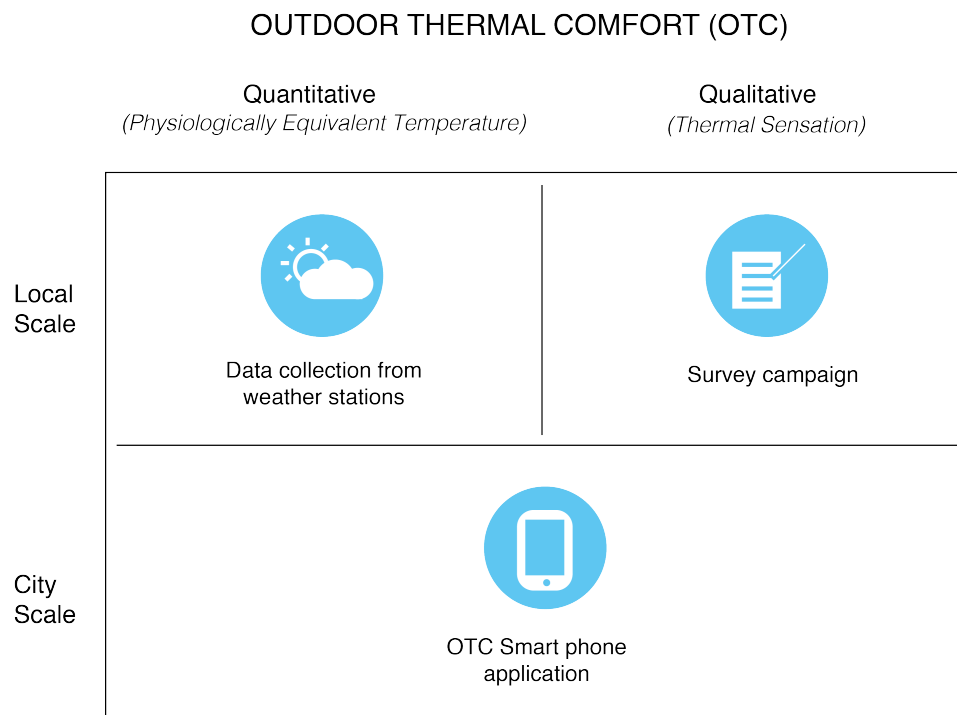 OUTDOOR THERMAL COMFORT (OTC)
Quantitative
(Physiologically Equivalent Temperature)
Qualitative
(Thermal Sensation)
Local
Scale
Data collection from
weather stations
Survey campaign
City
Scale
OTC Smart phone
application